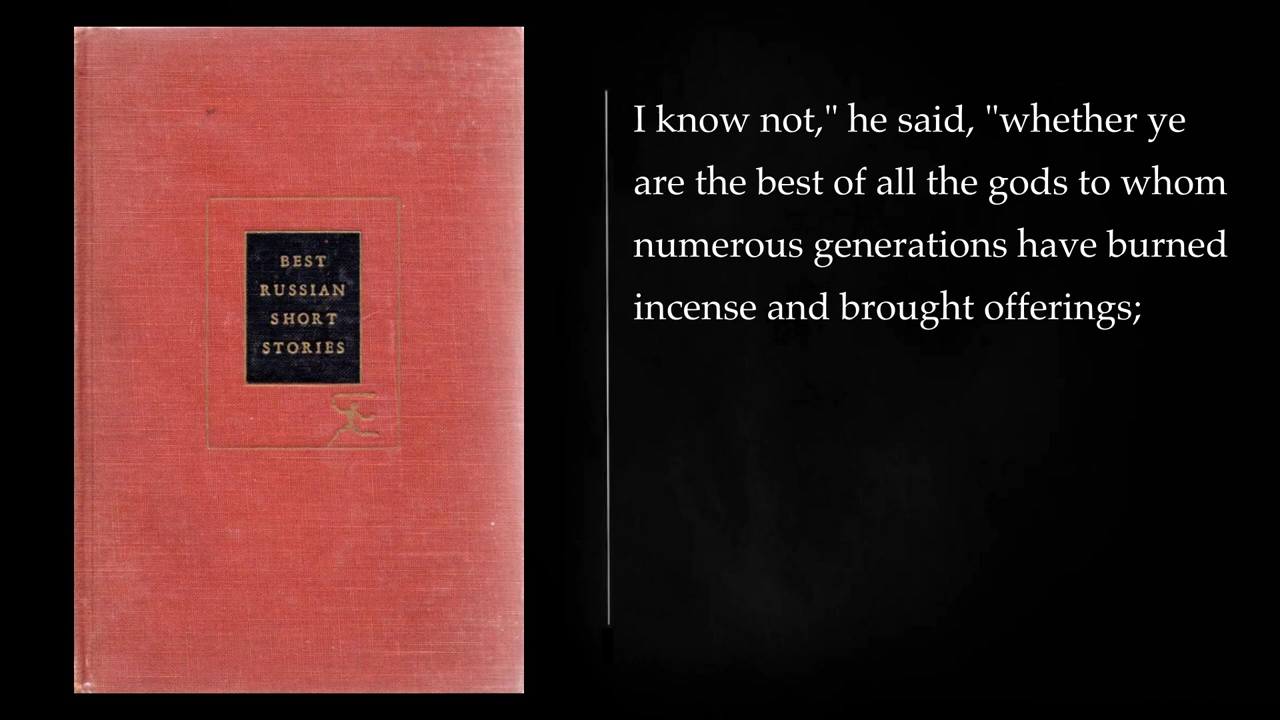 BEST
RUSSIAN
SHORT
STORIES
I know not," he said, "whether ye
are the best of all the gods to whom
numerous generations have burned
incense and brought offerings;